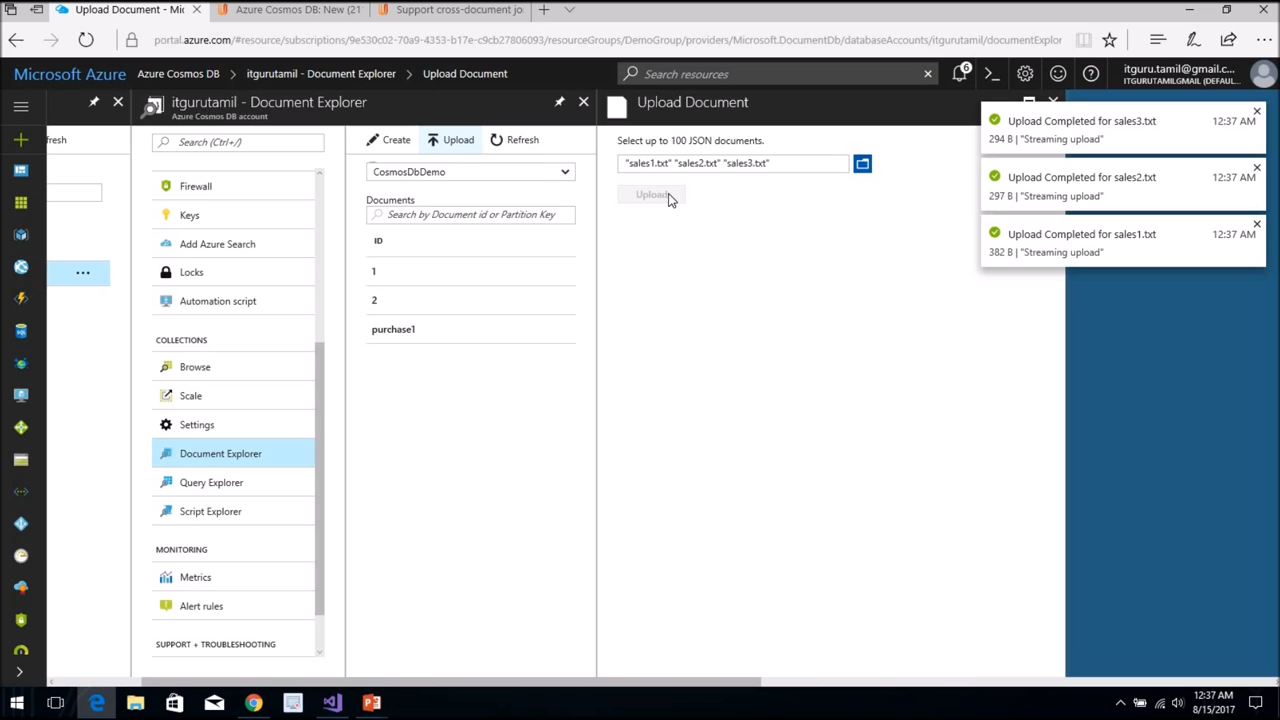 Upload Document - Mic
Azure Cosmos DB: New (21
Support cross-document jo
portal.azure.com/#resource/subscriptions/9e530c02-70a9-4353-b17e-c9cb27806093/resourceGroups/DemoGroup/providers/Microsoft.DocumentDb/databaseAccounts/itgurutamil/documentExplor
Microsoft Azure
Azure Cosmos DB > itgurutamil - Document Explorer > Upload Document
Search resources
6
itguru.tamil@gmail.c...
ITGURUTAMILGMAIL (DEFAUL...
itgurutamil - Document Explorer
Azure Cosmos DB account
Upload Document
fresh
Search (Ctrl+/)
Firewall
Keys
Add Azure Search
Locks
Automation script
COLLECTIONS
Browse
Scale
Settings
Document Explorer
Query Explorer
Script Explorer
MONITORING
Metrics
Alert rules
SUPPORT + TROUBLESHOOTING
Create
Upload
Refresh
CosmosDbDemo
Documents
Search by Document id or Partition Key
ID
1
2
purchase1
Select up to 100 JSON documents.
"sales1.txt" "sales2.txt" "sales3.txt"
Upload
Upload Completed for sales3.txt 12:37 AM
294 B | "Streaming upload"
Upload Completed for sales2.txt 12:37 AM
297 B | "Streaming upload"
Upload Completed for sales1.txt 12:37 AM
382 B | "Streaming upload"
12:37 AM
8/15/2017